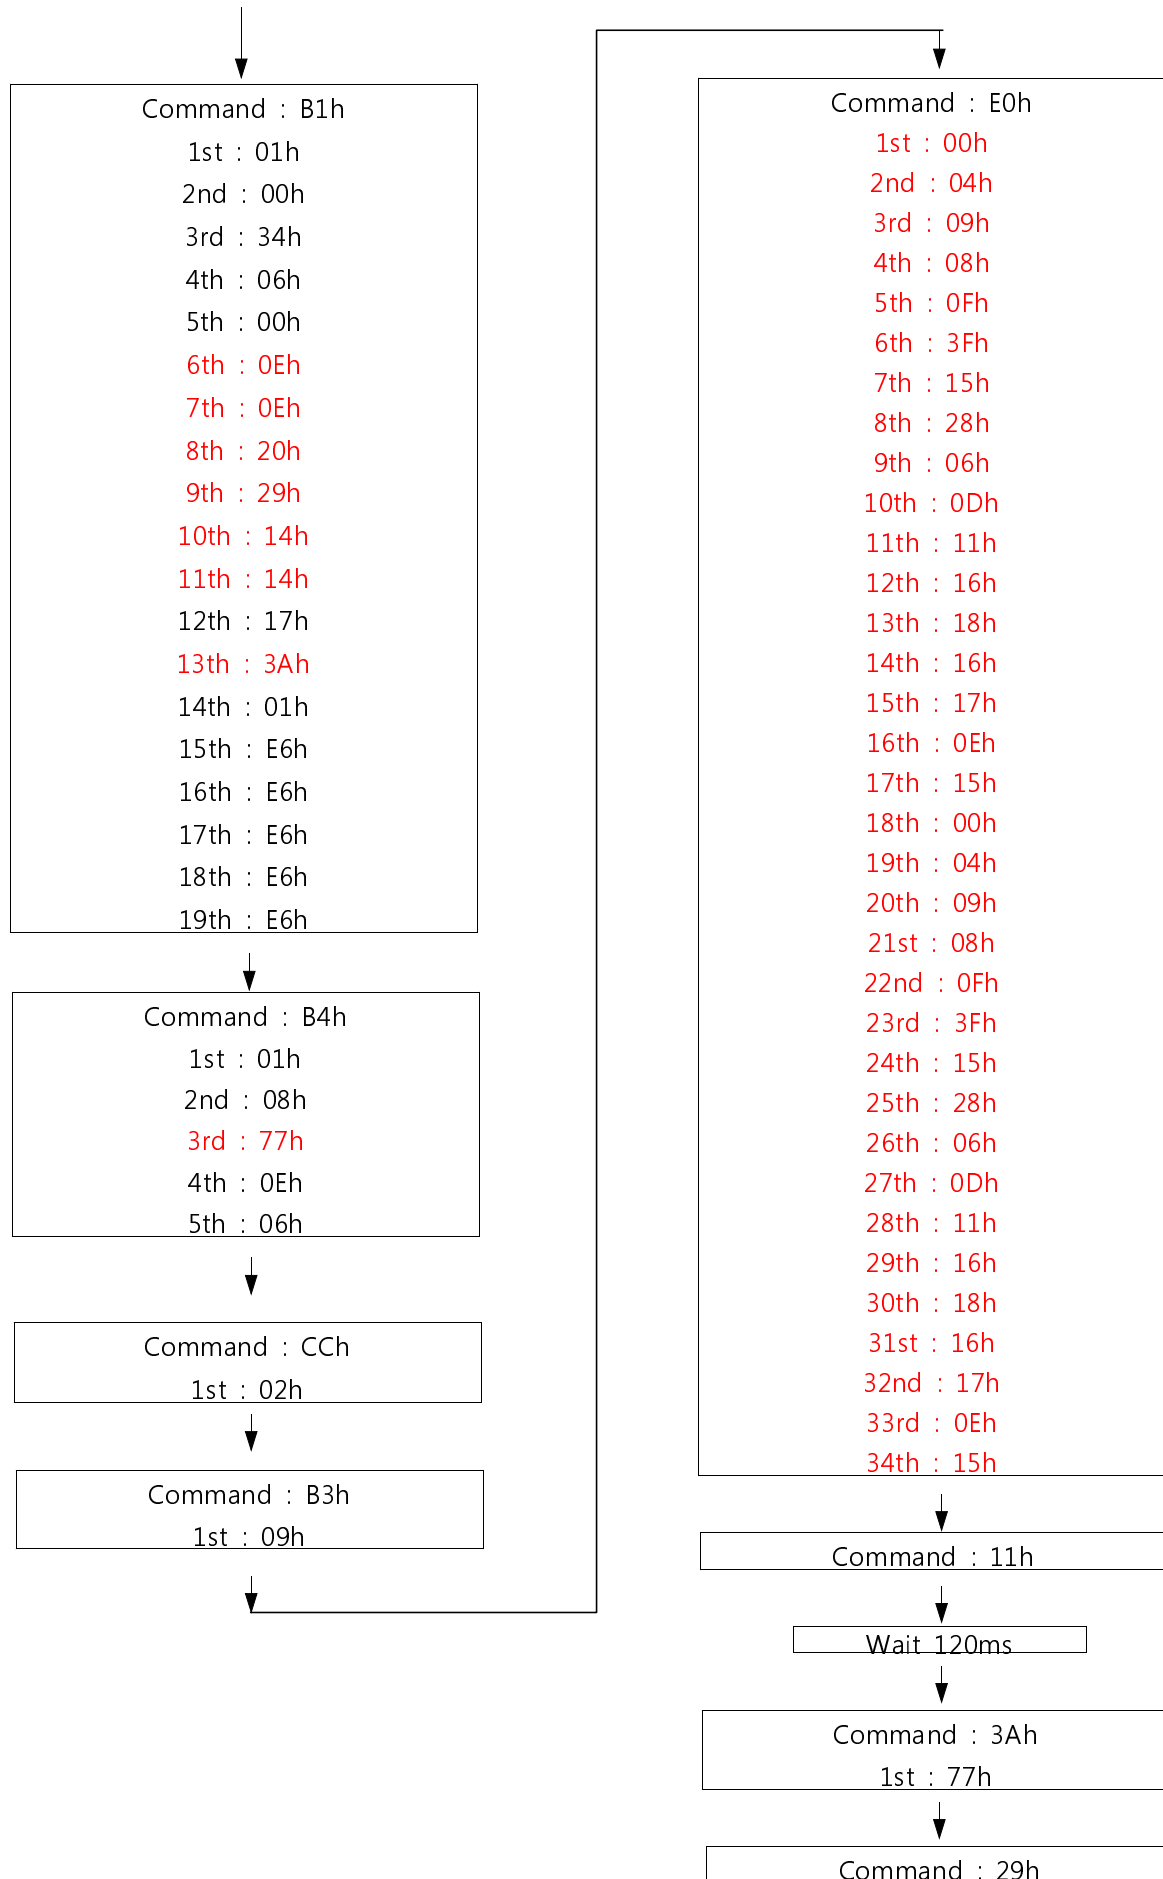 Command : B1h
1st : 01h
2nd : 00h
3rd : 34h
4th : 06h
5th : 00h
6th : 0Eh
7th : 0Eh
8th : 20h
9th : 29h
10th : 14h
11th : 14h
12th : 17h
13th : 3Ah
14th : 01h
15th : E6h
16th : E6h
17th : E6h
18th : E6h
19th : E6h
Command : B4h
1st : 01h
2nd : 08h
3rd : 77h
4th : 0Eh
5th : 06h
Command : CCh
1st : 02h
Command : B3h
1st : 09h
Command : E0h
1st : 00h
2nd : 04h
3rd : 09h
4th : 08h
5th : 0Fh
6th : 3Fh
7th : 15h
8th : 28h
9th : 06h
10th : 0Dh
11th : 11h
12th : 16h
13th : 18h
14th : 16h
15th : 17h
16th : 0Eh
17th : 15h
18th : 00h
19th : 04h
20th : 09h
21st : 08h
22nd : 0Fh
23rd : 3Fh
24th : 15h
25th : 28h
26th : 06h
27th : 0Dh
28th : 11h
29th : 16h
30th : 18h
31st : 16h
32nd : 17h
33rd : 0Eh
34th : 15h
Command : 11h
Wait 120ms
Command : 3Ah
1st : 77h
Command : 29h